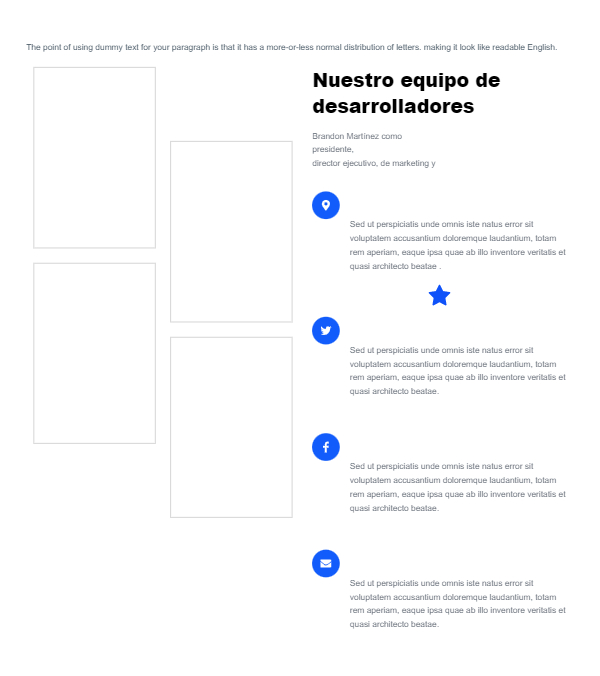 The point of using dummy text for your paragraph is that it has a more-or-less normal distribution of letters. making it look like readable English.
Nuestro equipo de
desarrolladores
Brandon Martínez como
presidente,
director ejecutivo, de marketing y
Sed ut perspiciatis unde omnis iste natus error sit
voluptatem accusantium doloremque laudantium, totam
rem aperiam, eaque ipsa quae ab illo inventore veritatis et
quasi architecto beatae .
Sed ut perspiciatis unde omnis iste natus error sit
voluptatem accusantium doloremque laudantium, totam
rem aperiam, eaque ipsa quae ab illo inventore veritatis et
quasi architecto beatae.
Sed ut perspiciatis unde omnis iste natus error sit
voluptatem accusantium doloremque laudantium, totam
rem aperiam, eaque ipsa quae ab illo inventore veritatis et
quasi architecto beatae.
Sed ut perspiciatis unde omnis iste natus error sit
voluptatem accusantium doloremque laudantium, totam
rem aperiam, eaque ipsa quae ab illo inventore veritatis et
quasi architecto beatae.